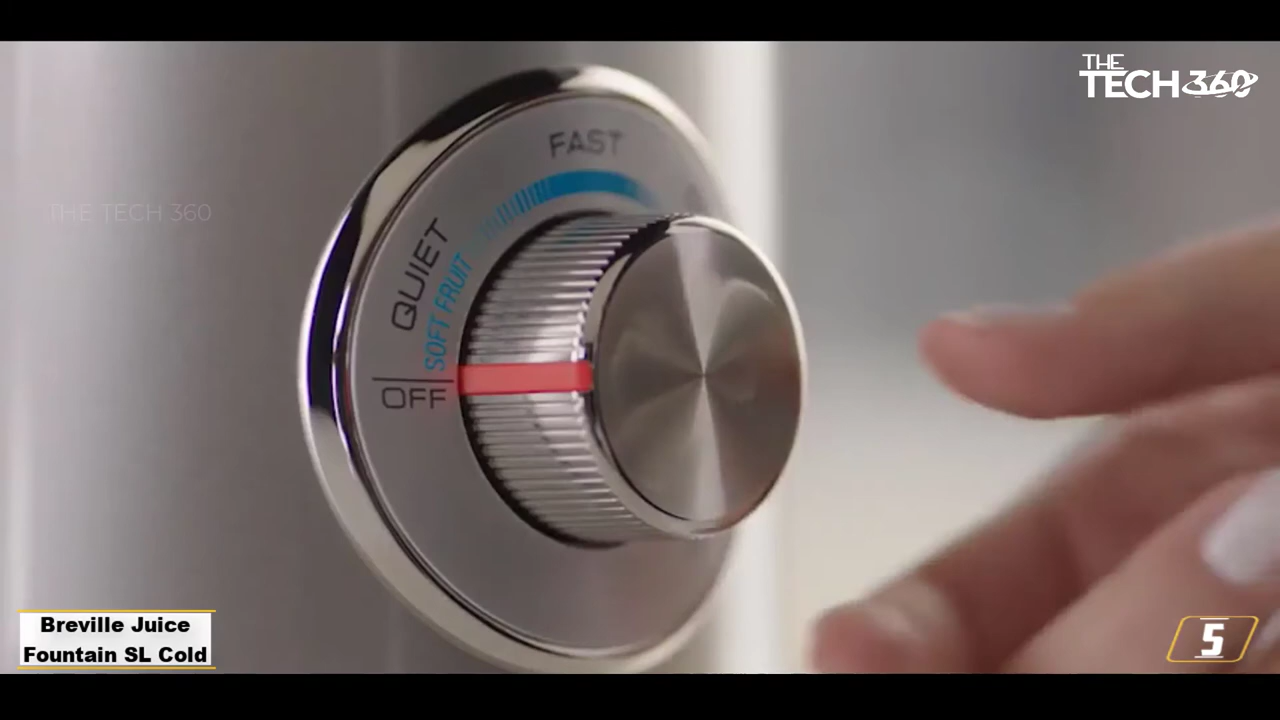 THE
TECH 360
FAST
THE TECH 360
QUIET
SOFT FRUIT
OFF
Breville Juice
Fountain SL Cold
5